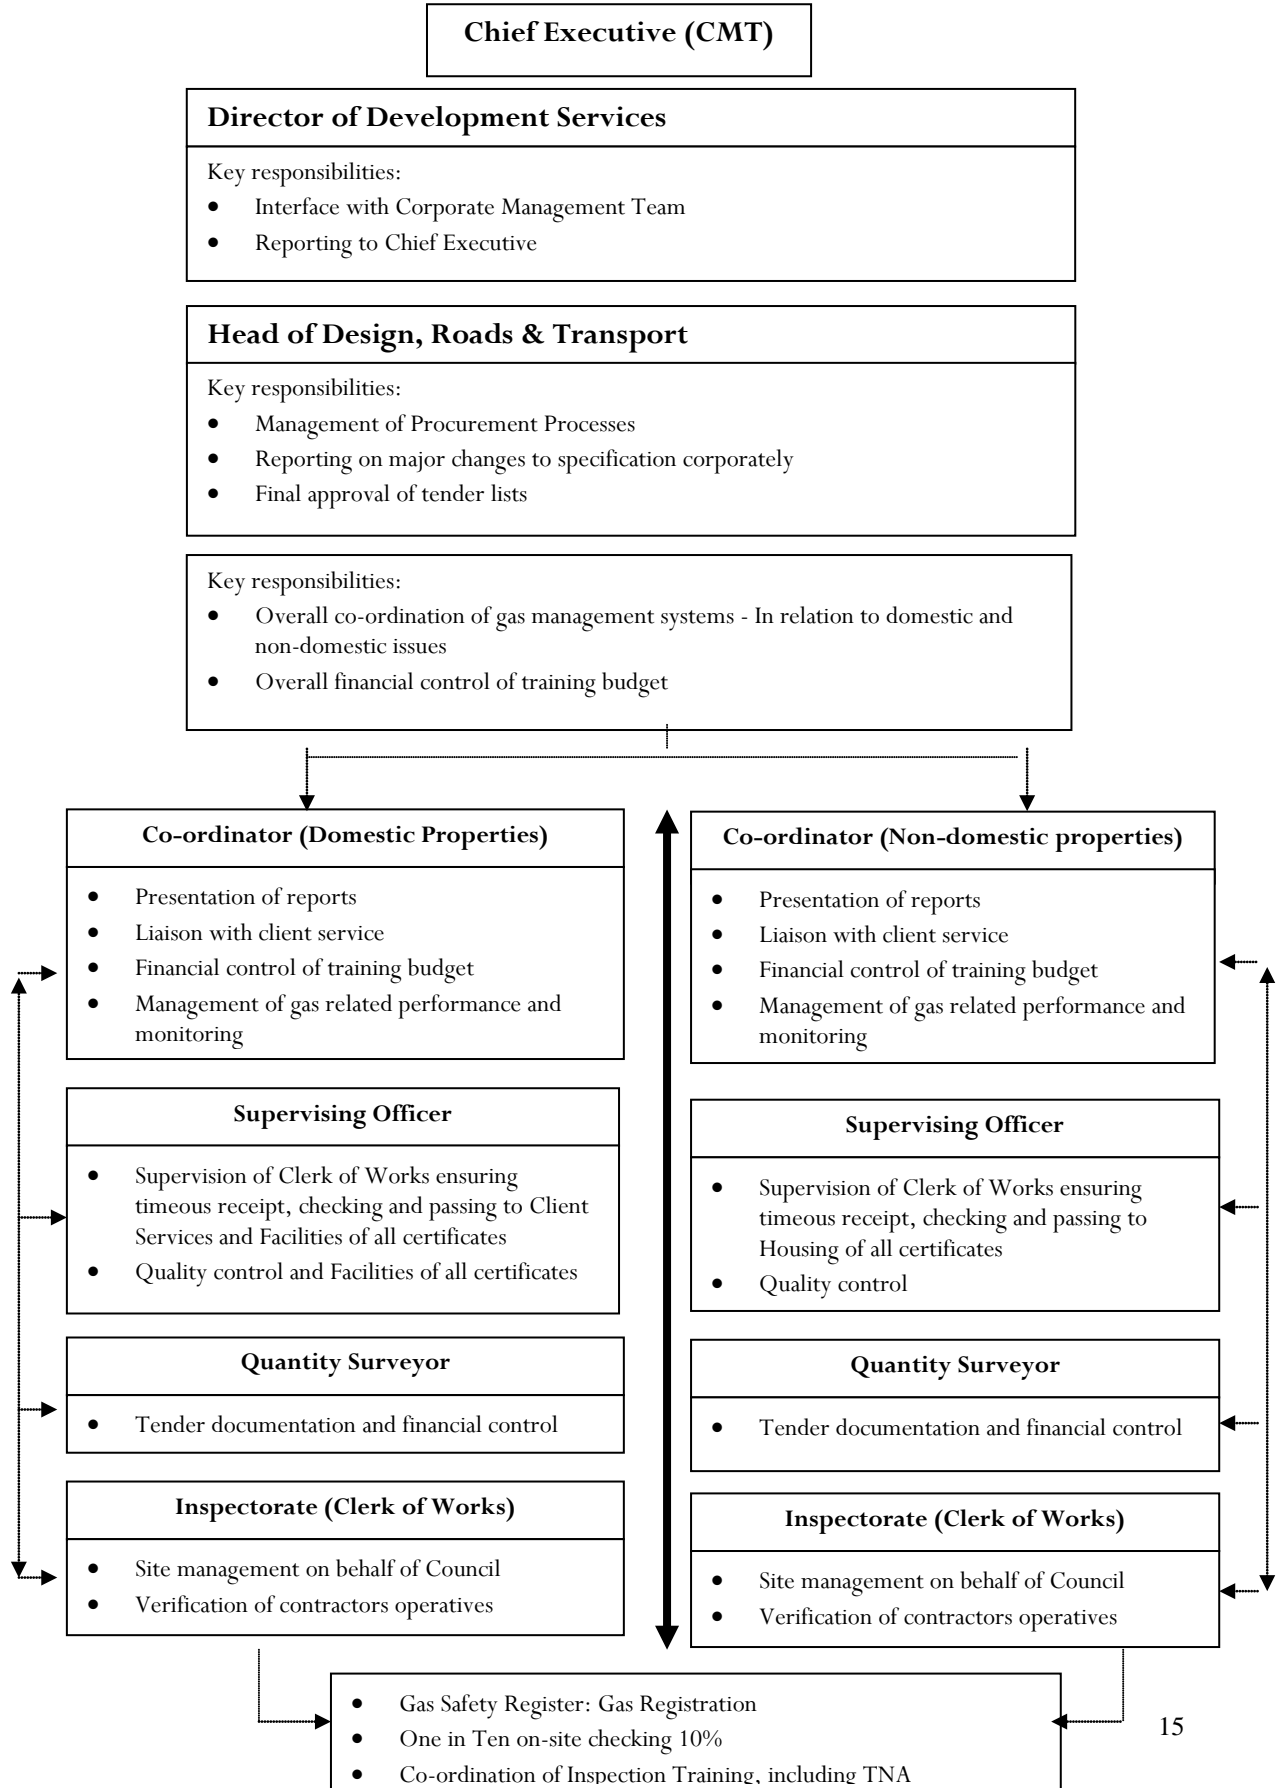 Chief Executive (CMT)
Director of Development Services
Key responsibilities:
• Interface with Corporate Management Team
• Reporting to Chief Executive
Head of Design, Roads & Transport
Key responsibilities:
• Management of Procurement Processes
• Reporting on major changes to specification corporately
• Final approval of tender lists
Key responsibilities:
• Overall co-ordination of gas management systems - In relation to domestic and
non-domestic issues
• Overall financial control of training budget
Co-ordinator (Domestic Properties)
• Presentation of reports
• Liaison with client service
• Financial control of training budget
• Management of gas related performance and
monitoring
Supervising Officer
• Supervision of Clerk of Works ensuring
timeous receipt, checking and passing to Client
Services and Facilities of all certificates
• Quality control and Facilities of all certificates
Quantity Surveyor
• Tender documentation and financial control
Inspectorate (Clerk of Works)
• Site management on behalf of Council
• Verification of contractors operatives
Co-ordinator (Non-domestic properties)
• Presentation of reports
• Liaison with client service
• Financial control of training budget
• Management of gas related performance and
monitoring
Supervising Officer
• Supervision of Clerk of Works ensuring
timeous receipt, checking and passing to
Housing of all certificates
• Quality control
Quantity Surveyor
• Tender documentation and financial control
Inspectorate (Clerk of Works)
• Site management on behalf of Council
• Verification of contractors operatives
• Gas Safety Register: Gas Registration
• One in Ten on-site checking 10%
• Co-ordination of Inspection Training, including TNA
15